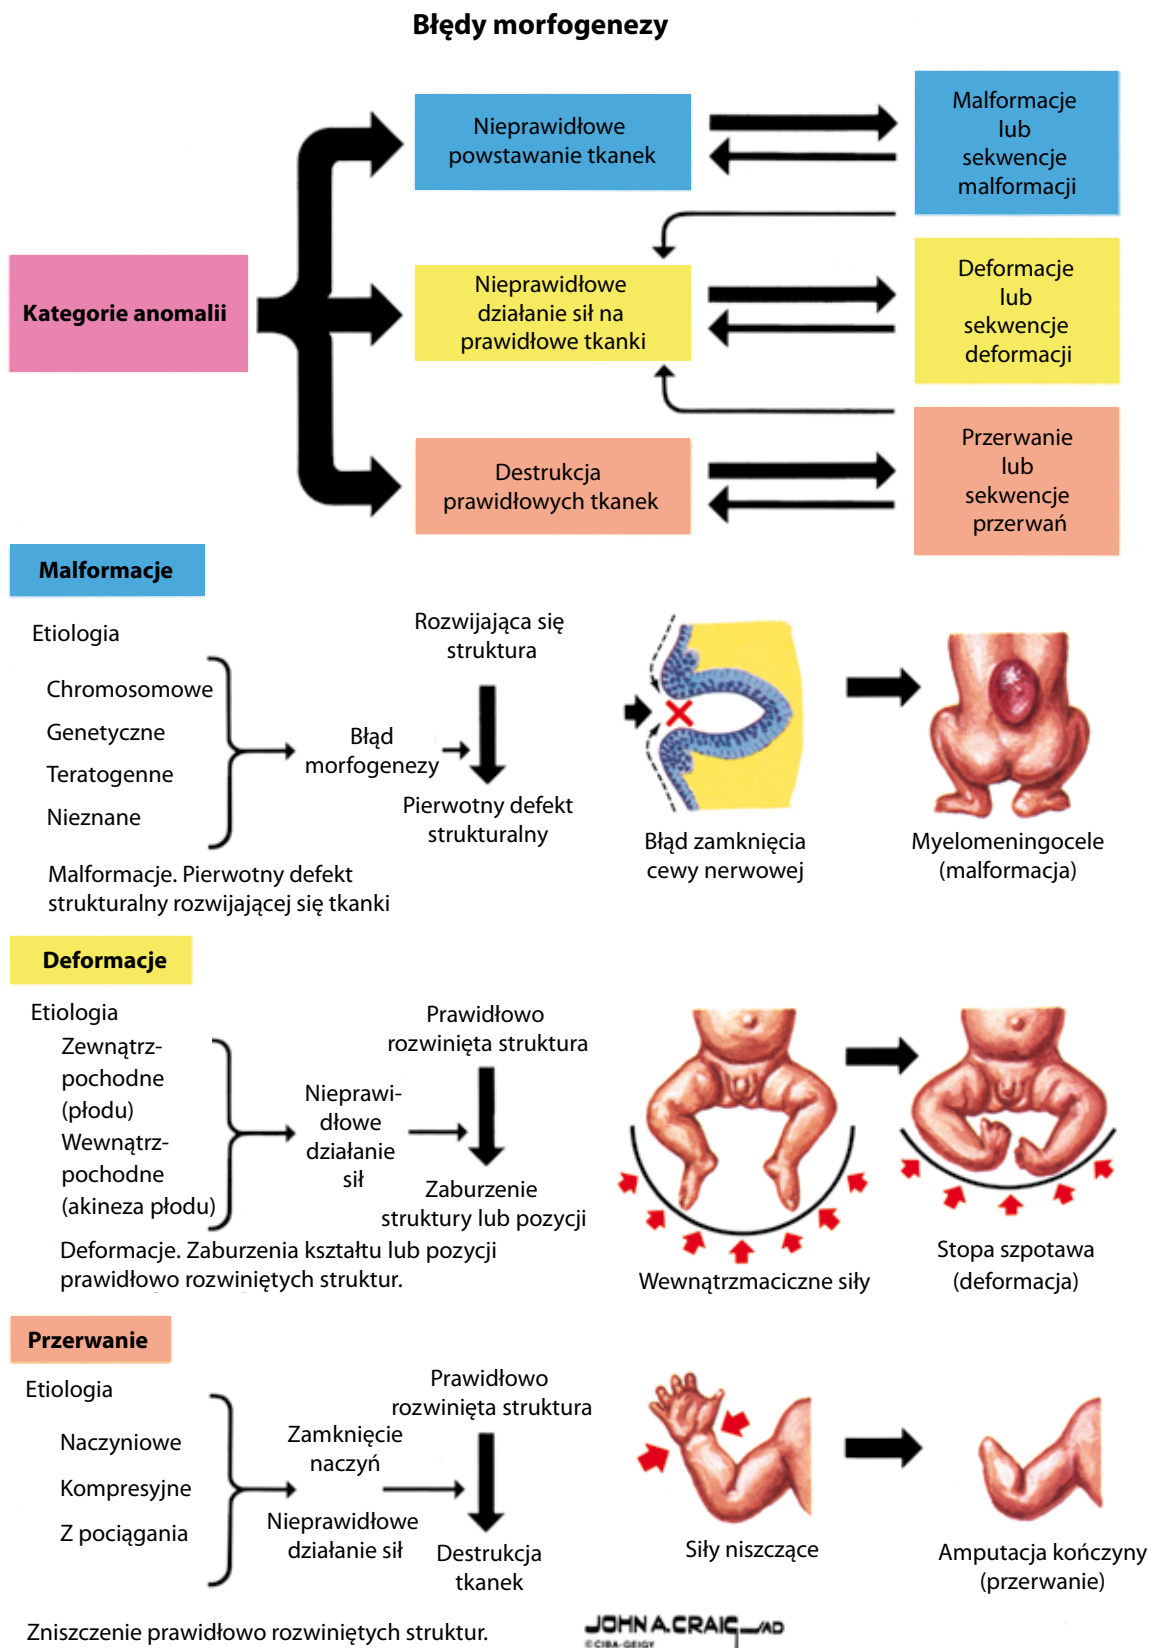 Błędy morfogenezy
Kategorie anomalii
Nieprawidłowe
powstawanie tkanek
Malformacje
lub
sekwencje
malformacji
Nieprawidłowe
działanie sił na
prawidłowe tkanki
Deformacje
lub
sekwencje
deformacji
Destrukcja
prawidłowych tkanek
Przerwanie
lub
sekwencje
przerwań
Malformacje
Etiologia
Chromosomowe
Genetyczne
Teratogenne
Nieznane
Błąd
morfogenezy
Rozwijająca się
struktura
Pierwotny defekt
strukturalny
Błąd zamknięcia
cewy nerwowej
Myelomeningocele
(malformacja)
Malformacje. Pierwotny defekt
strukturalny rozwijającej się tkanki
Deformacje
Etiologia
Zewnątrz-
pochodne
(płodu)
Wewnątrz-
pochodne
(akineza płodu)
Nieprawi-
dłowe
działanie
sił
Prawidłowo
rozwinięta struktura
Zaburzenie
struktury lub pozycji
Wewnątrzmaciczne siły
Stopa szpotawa
(deformacja)
Deformacje. Zaburzenia kształtu lub pozycji
prawidłowo rozwiniętych struktur.
Przerwanie
Etiologia
Naczyniowe
Kompresyjne
Z pociągania
Zamknięcie
naczyń
Nieprawidłowe
działanie sił
Prawidłowo
rozwinięta struktura
Destrukcja
tkanek
Siły niszczące
Amputacja kończyny
(przerwanie)
Zniszczenie prawidłowo rozwiniętych struktur.
JOHN A. CRAIG AD
© CIBA-GEIGY